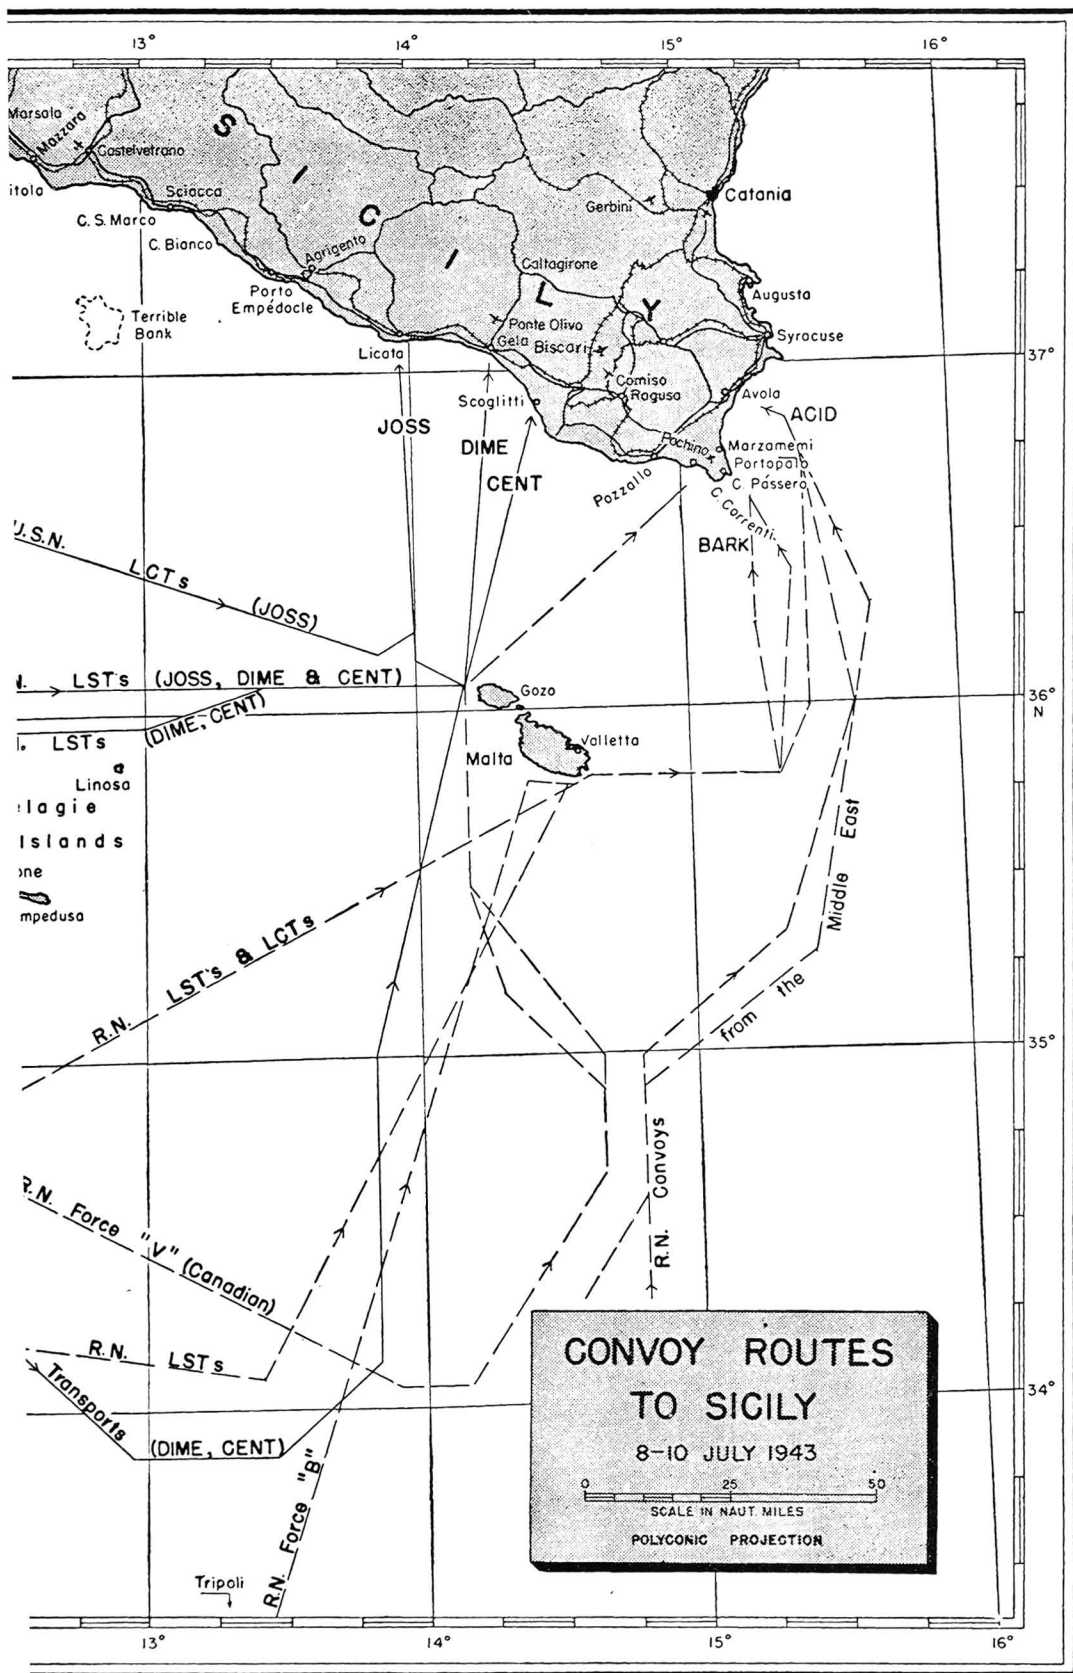 13°
14°
15°
16°
Marsala
Mazzara
Castelvetrano
itola
Sciacca
C. S. Marco
C. Bianco
Agrigento
Porto
Empédocle
Terrible
Bank
SICILY
Licata
Caltagirone
Gerbini
Catania
Augusta
Syracuse
Ponte Olivo
Gela
Biscari
Comiso
Ragusa
Scoglitti
Avola
37°
JOSS
DIME
CENT
ACID
Pachino
Marzamemi
Portopalo
C. Pássero
Pozzallo
C. Correnti
BARK
U.S.N. LCTs (JOSS)
N. LSTs (JOSS, DIME & CENT)
LSTs (DIME, CENT)
Gozo
36°
N
Malta
Valletta
Linosa
lagie
Islands
one
mpedusa
R.N. LST's & LCTs
from the Middle East
35°
R.N. Force "V" (Canadian)
R.N. Convoys
R.N. LSTs
Transports (DIME, CENT)
34°
R.N. Force "B"
Tripoli
CONVOY ROUTES
TO SICILY
8-10 JULY 1943
0 25 50
SCALE IN NAUT. MILES
POLYCONIC PROJECTION
13°
14°
15°
16°